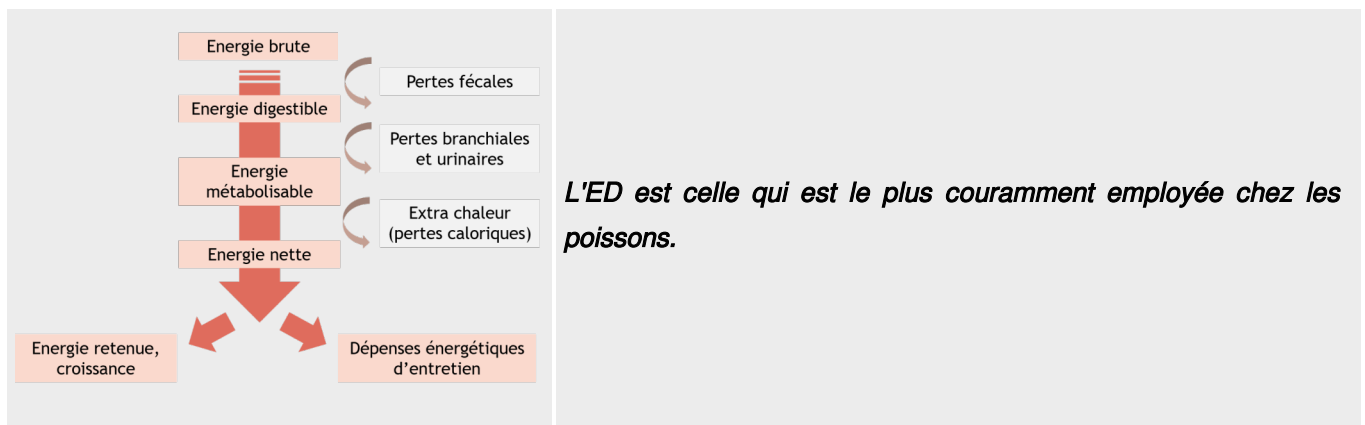 Energie brute
Pertes fécales
Energie digestible
Pertes branchiales
et urinaires
Energie
métabolisable
Extra chaleur
(pertes caloriques)
Energie nette
Energie retenue,
croissance
Dépenses énergétiques
d’entretien
L'ED est celle qui est le plus couramment employée chez les
poissons.